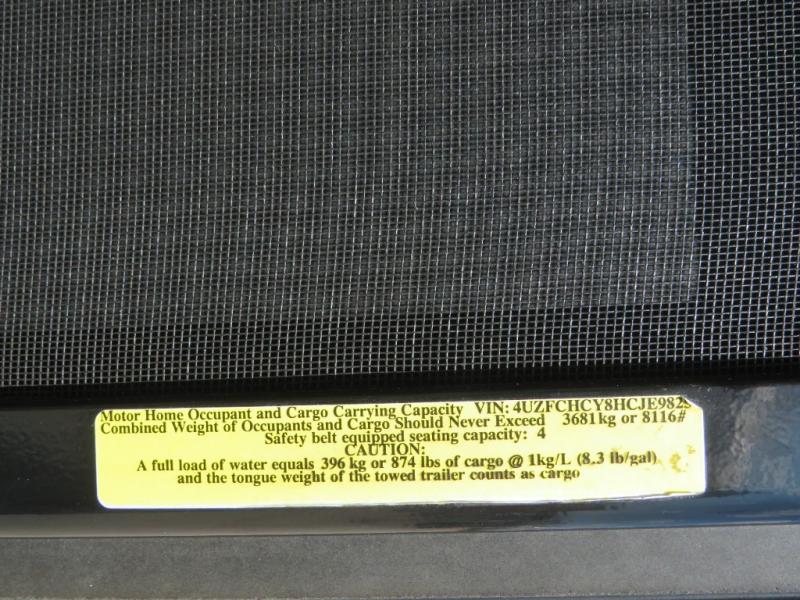 Motor Home Occupant and Cargo Carrying Capacity VIN: 4UZFCHCY8HCJE9825
Combined Weight of Occupants and Cargo Should Never Exceed 3681kg or 8116#
Safety belt equipped seating capacity: 4
CAUTION:
A full load of water equals 396 kg or 874 lbs of cargo @ 1kg/L (8.3 lb/gal)
and the tongue weight of the towed trailer counts as cargo